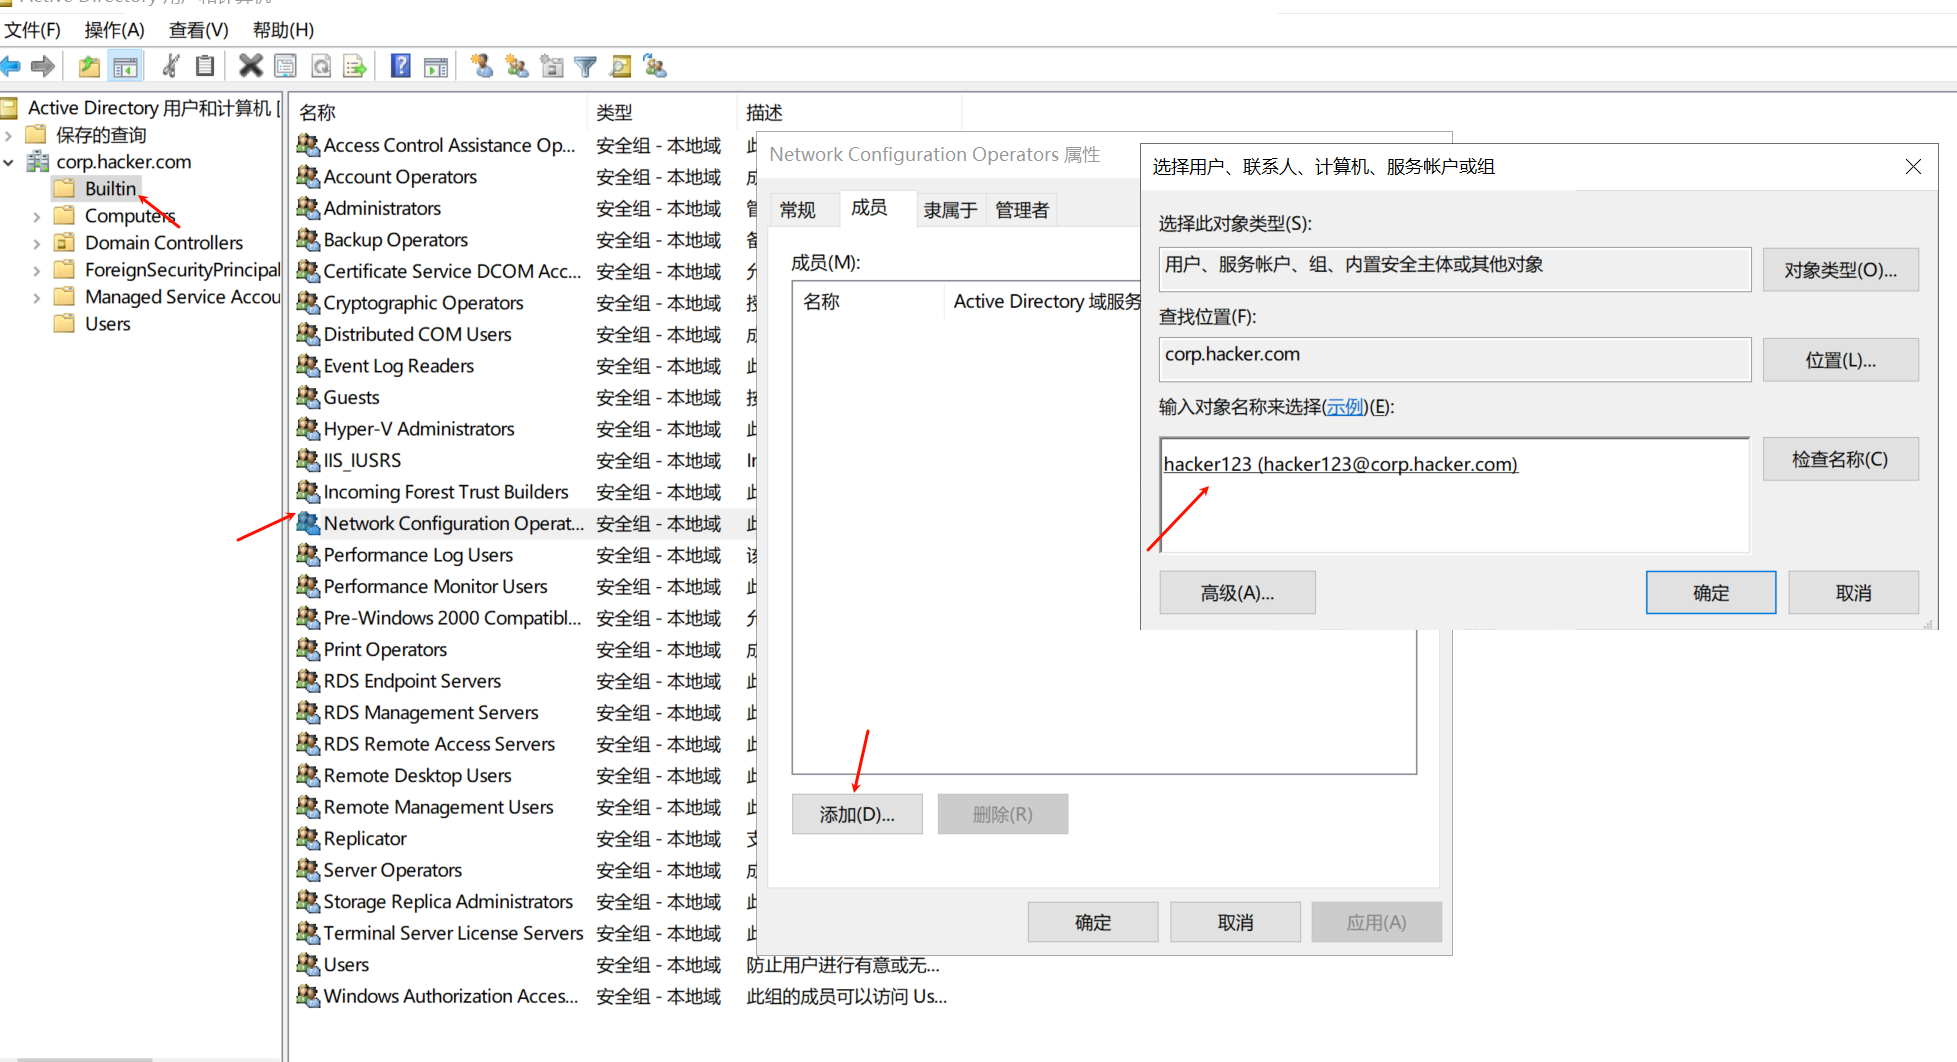 Active Directory 用户和计算机
文件(F) 操作(A) 查看(V) 帮助(H)
Active Directory 用户和计算机 [
保存的查询
corp.hacker.com
Builtin
Computers
Domain Controllers
ForeignSecurityPrincipal
Managed Service Accou
Users
名称 类型 描述
Access Control Assistance Op... 安全组 - 本地域 此
Account Operators 安全组 - 本地域 成
Administrators 安全组 - 本地域 管
Backup Operators 安全组 - 本地域 备
Certificate Service DCOM Acc... 安全组 - 本地域 允
Cryptographic Operators 安全组 - 本地域 授
Distributed COM Users 安全组 - 本地域 成
Event Log Readers 安全组 - 本地域 此
Guests 安全组 - 本地域 按
Hyper-V Administrators 安全组 - 本地域 此
IIS_IUSRS 安全组 - 本地域 In
Incoming Forest Trust Builders 安全组 - 本地域 此
Network Configuration Operat... 安全组 - 本地域 此
Performance Log Users 安全组 - 本地域 该
Performance Monitor Users 安全组 - 本地域 此
Pre-Windows 2000 Compatibl... 安全组 - 本地域 允
Print Operators 安全组 - 本地域 成
RDS Endpoint Servers 安全组 - 本地域 此
RDS Management Servers 安全组 - 本地域 此
RDS Remote Access Servers 安全组 - 本地域 此
Remote Desktop Users 安全组 - 本地域 此
Remote Management Users 安全组 - 本地域 此
Replicator 安全组 - 本地域 支
Server Operators 安全组 - 本地域 成
Storage Replica Administrators 安全组 - 本地域 此
Terminal Server License Servers 安全组 - 本地域 此
Users 安全组 - 本地域 防止用户进行有意或无...
Windows Authorization Acces... 安全组 - 本地域 此组的成员可以访问 Us...
Network Configuration Operators 属性
常规 成员 隶属于 管理者
成员(M):
名称 Active Directory 域服务
添加(D)... 删除(R)
确定 取消 应用(A)
选择用户、联系人、计算机、服务帐户或组
选择此对象类型(S):
用户、服务帐户、组、内置安全主体或其他对象 对象类型(O)...
查找位置(F):
corp.hacker.com 位置(L)...
输入对象名称来选择(示例)(E):
hacker123 (hacker123@corp.hacker.com) 检查名称(C)
高级(A)... 确定 取消